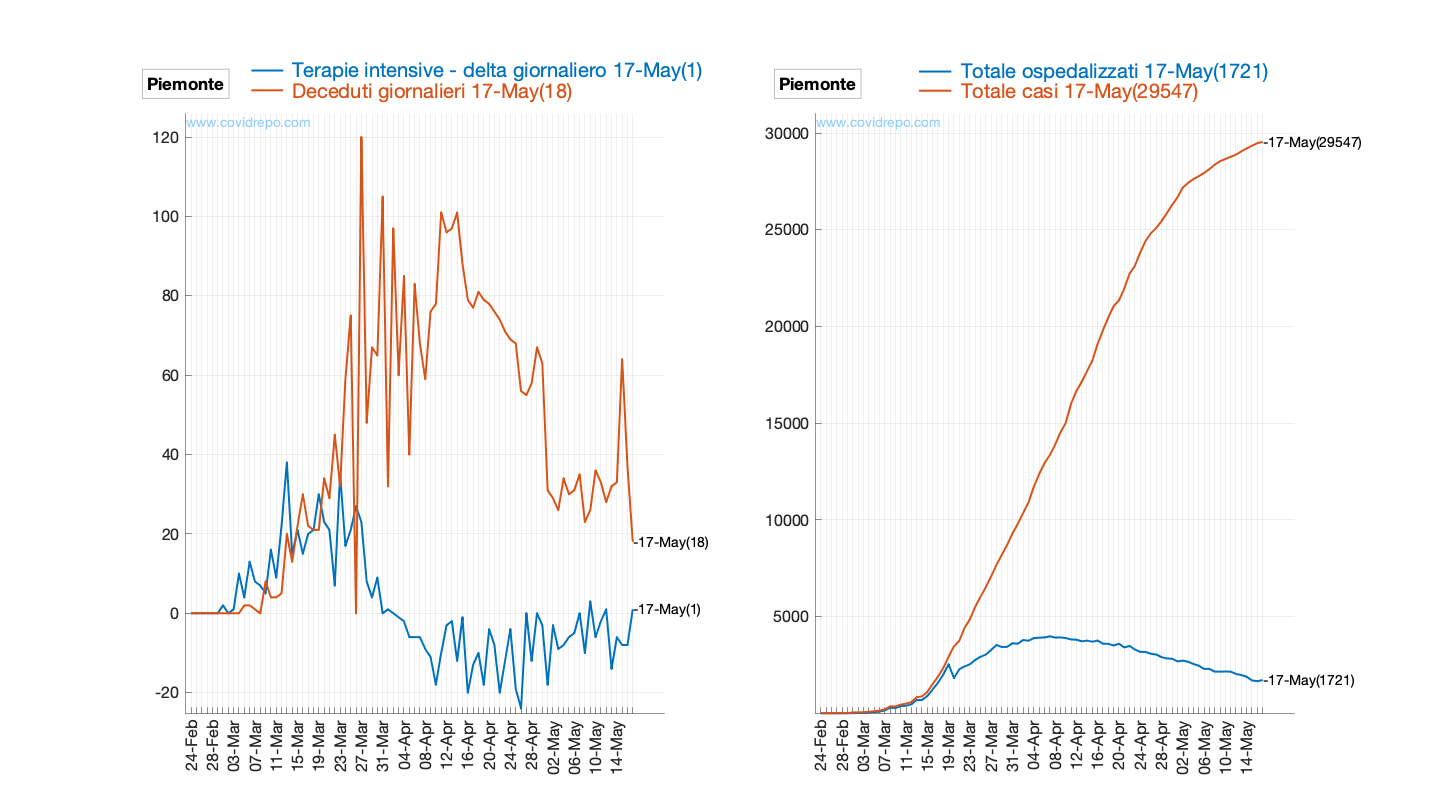 Piemonte
Terapie intensive - delta giornaliero 17-May(1)
Deceduti giornalieri 17-May(18)
www.covidrepo.com
120
100
80
60
40
20
0
-20
-17-May(18)
-17-May(1)
24-Feb
28-Feb
03-Mar
07-Mar
11-Mar
15-Mar
19-Mar
23-Mar
27-Mar
31-Mar
04-Apr
08-Apr
12-Apr
16-Apr
20-Apr
24-Apr
28-Apr
02-May
06-May
10-May
14-May
Piemonte
Totale ospedalizzati 17-May(1721)
Totale casi 17-May(29547)
www.covidrepo.com
30000
25000
20000
15000
10000
5000
-17-May(29547)
-17-May(1721)
24-Feb
28-Feb
03-Mar
07-Mar
11-Mar
15-Mar
19-Mar
23-Mar
27-Mar
31-Mar
04-Apr
08-Apr
12-Apr
16-Apr
20-Apr
24-Apr
28-Apr
02-May
06-May
10-May
14-May